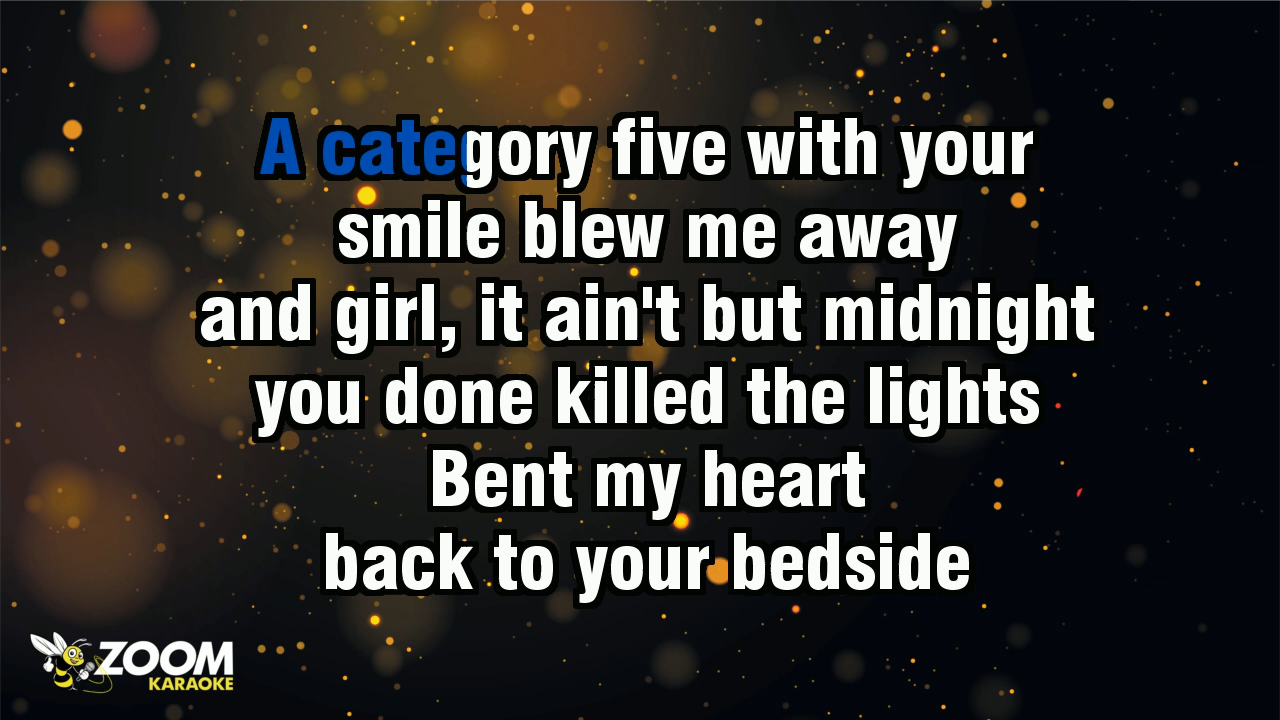 A category five with your
smile blew me away
and girl, it ain't but midnight
you done killed the lights
Bent my heart
back to your bedside
ZOOM
KARAOKE